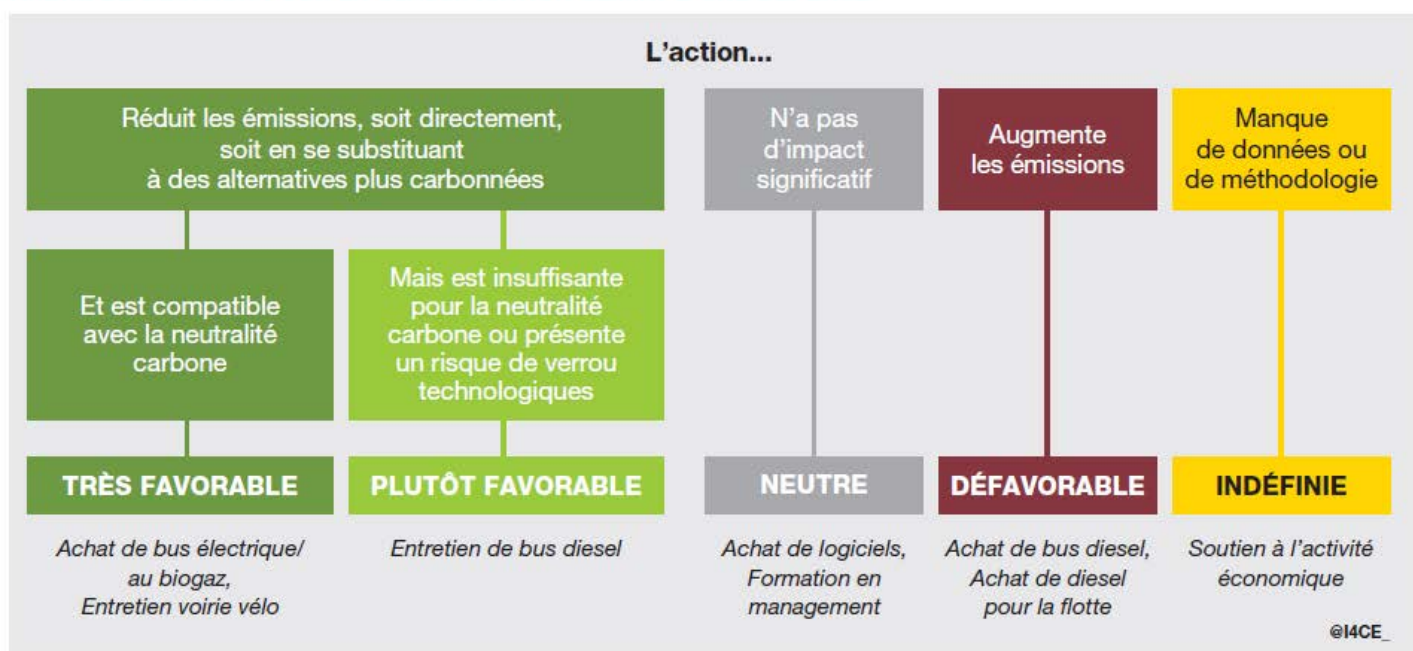 L'action...
Réduit les émissions, soit directement,
soit en se substituant
à des alternatives plus carbonnées
N'a pas
d'impact
significatif
Augmente
les émissions
Manque
de données ou
de méthodologie
Et est compatible
avec la neutralité
carbone
Mais est insuffisante
pour la neutralité
carbone ou présente
un risque de verrou
technologiques
TRÈS FAVORABLE
PLUTÔT FAVORABLE
NEUTRE
DÉFAVORABLE
INDÉFINIE
Achat de bus électrique/
au biogaz,
Entretien voirie vélo
Entretien de bus diesel
Achat de logiciels,
Formation en
management
Achat de bus diesel,
Achat de diesel
pour la flotte
Soutien à l'activité
économique
@I4CE_